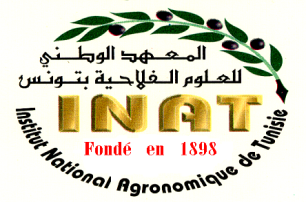 المعهد الوطني
للعلوم الفلاحية بتونس
INAT
Fondé en 1898
Institut National Agronomique de Tunisie